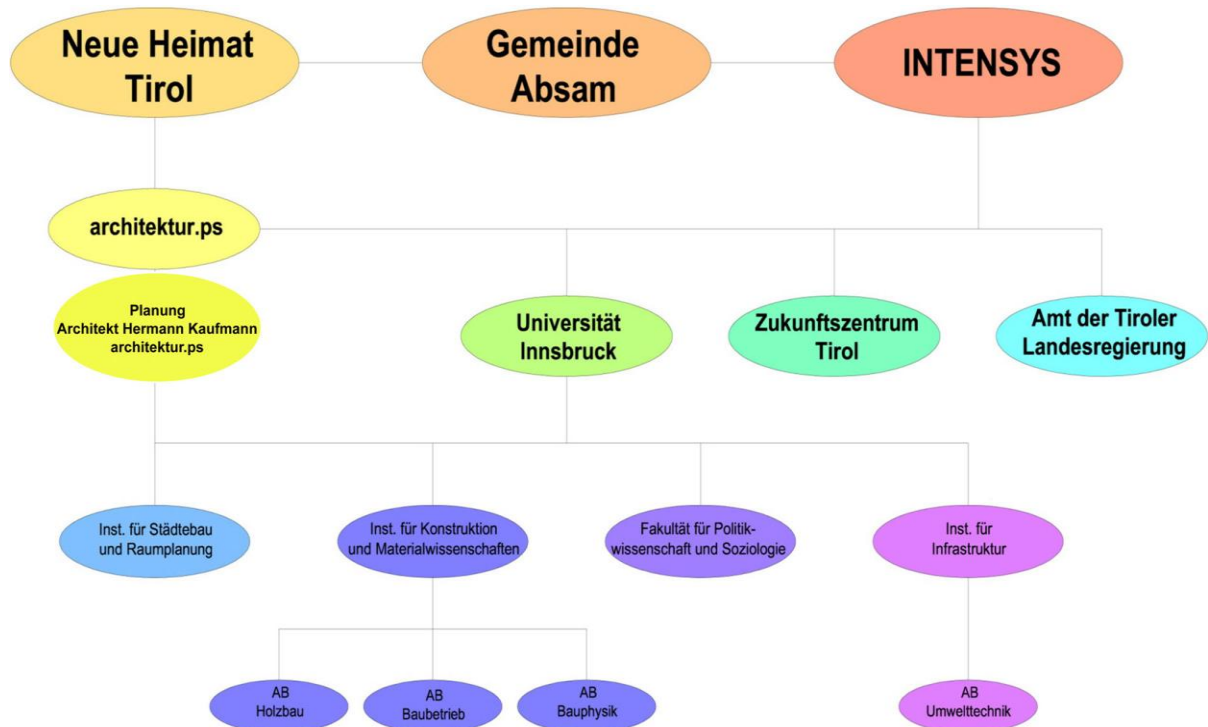 Neue Heimat
Tirol
Gemeinde
Absam
INTENSYS
architektur.ps
Planung
Architekt Hermann Kaufmann
architektur.ps
Universität
Innsbruck
Zukunftszentrum
Tirol
Amt der Tiroler
Landesregierung
Inst. für Städtebau
und Raumplanung
Inst. für Konstruktion
und Materialwissenschaften
Fakultät für Politik-
wissenschaft und Soziologie
Inst. für
Infrastruktur
AB
Holzbau
AB
Baubetrieb
AB
Bauphysik
AB
Umwelttechnik